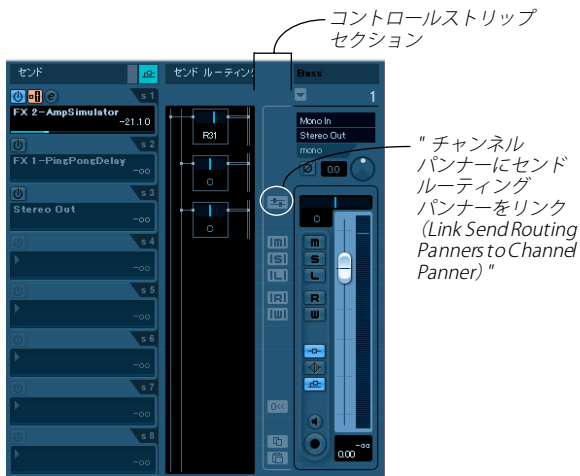 コントロールストリップ
セクション
センド
センド ルーティング
Bass
e
s 1
1
FX 2-AmpSimulator
-21.10
R31
Mono In
Stereo Out
mono
s 2
FX 1-PingPongDelay
-oo
C
0.0
s 3
Stereo Out
-oo
C
C
" チャンネル
パンナーにセンド
ルーティング
パンナーをリンク
(Link Send Routing
Panners to Channel
Panner) "
s 4
-oo
[M]
M
[S]
S
[L]
L
s 5
-oo
[R]
R
[W]
W
s 6
-oo
s 7
-oo
0<<
s 8
-oo
-oo
0.00